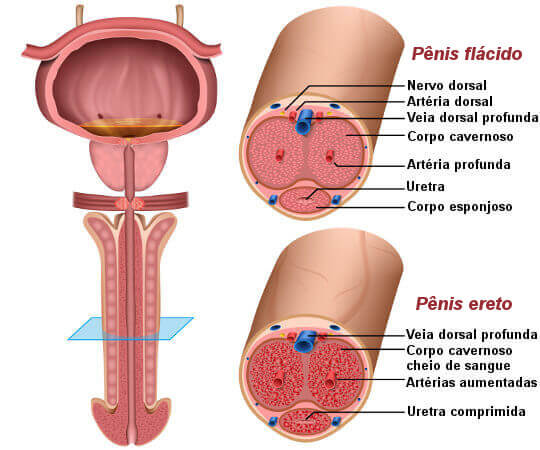 Pênis flácido
Nervo dorsal
Artéria dorsal
Veia dorsal profunda
Corpo cavernoso
Artéria profunda
Uretra
Corpo esponjoso
Pênis ereto
Veia dorsal profunda
Corpo cavernoso
cheio de sangue
Artérias aumentadas
Uretra comprimida